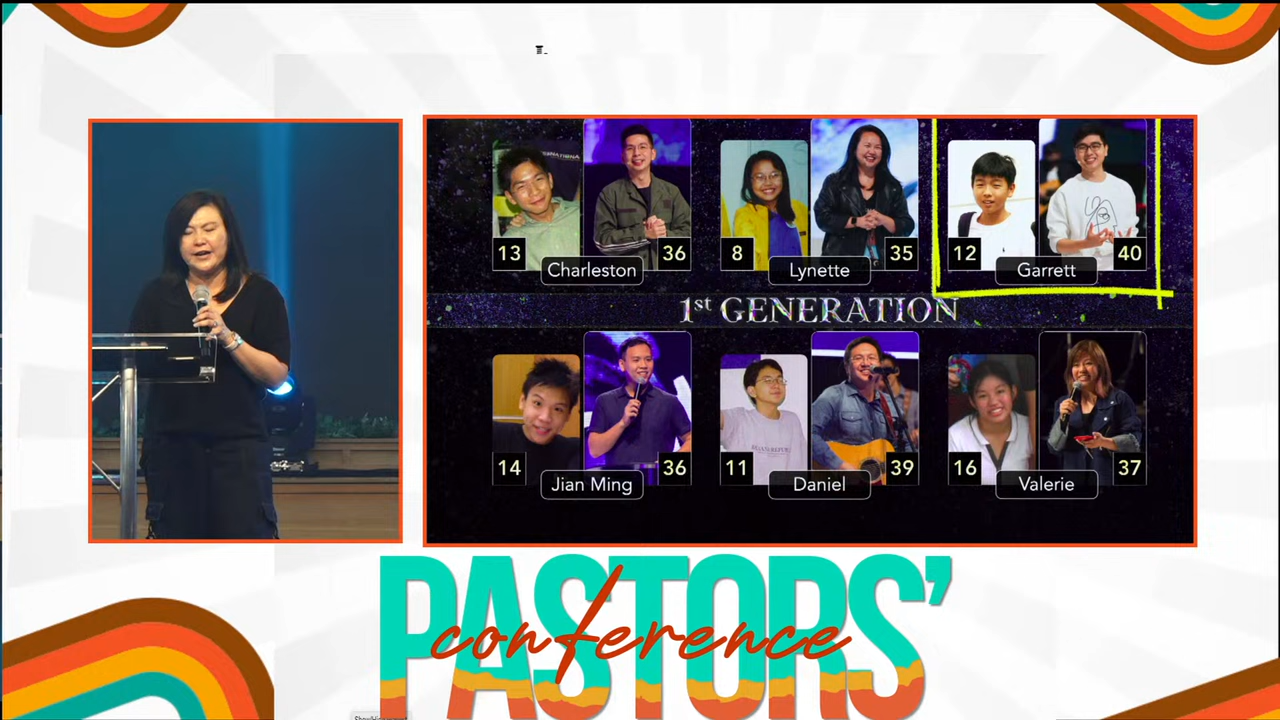 13 36
Charleston
8 35
Lynette
12 40
Garrett
1st GENERATION
14 36
Jian Ming
11 39
Daniel
16 37
Valerie
PASTORS'
conference